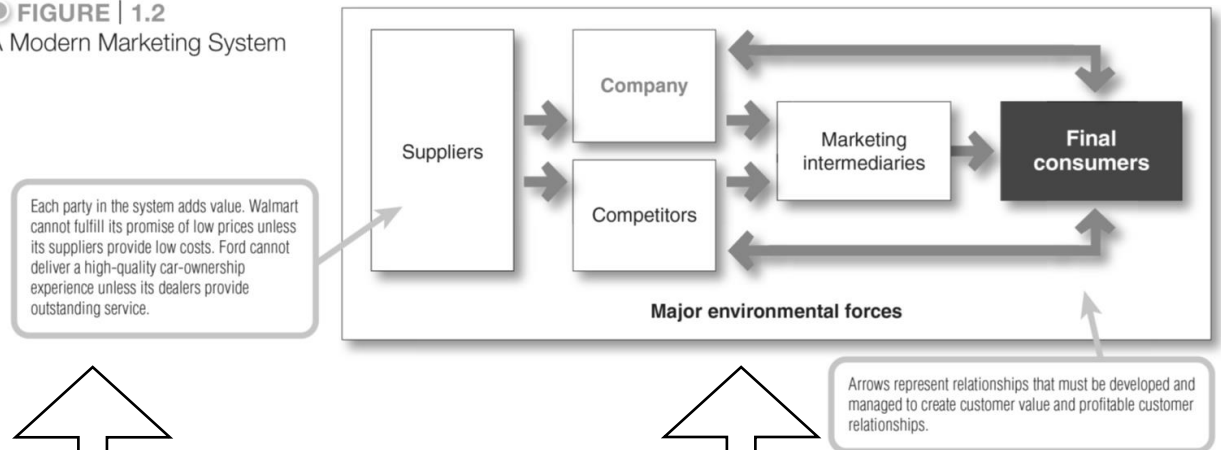 FIGURE | 1.2
A Modern Marketing System
Suppliers
Company
Competitors
Marketing
intermediaries
Final
consumers
Major environmental forces
Each party in the system adds value. Walmart
cannot fulfill its promise of low prices unless
its suppliers provide low costs. Ford cannot
deliver a high-quality car-ownership
experience unless its dealers provide
outstanding service.
Arrows represent relationships that must be developed and
managed to create customer value and profitable customer
relationships.